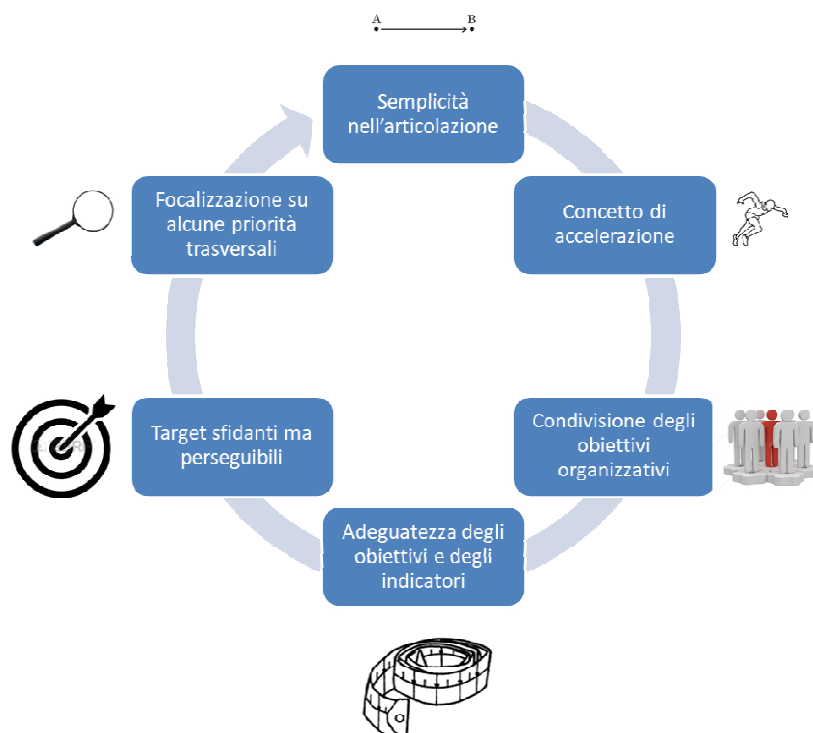 A B
Semplicità
nell'articolazione
Concetto di
accelerazione
Condivisione degli
obiettivi
organizzativi
Adeguatezza degli
obiettivi e degli
indicatori
Target sfidanti ma
perseguibili
Focalizzazione su
alcune priorità
trasversali